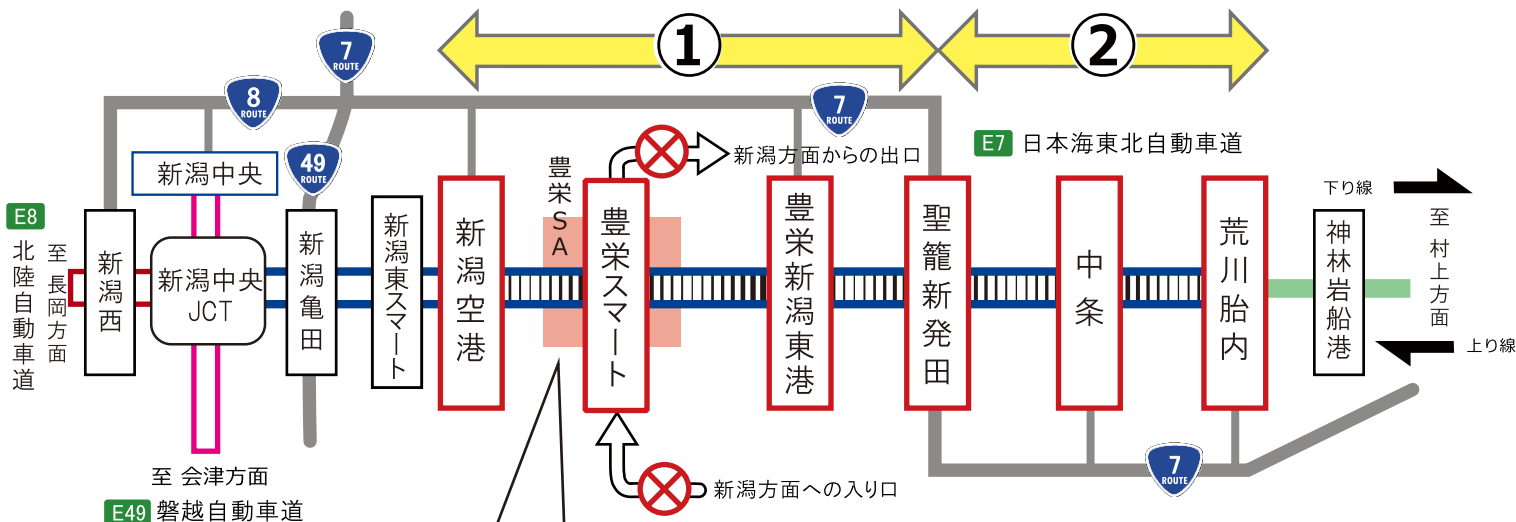 ①
②
7
ROUTE
8
ROUTE
7
ROUTE
49
ROUTE
E7 日本海東北自動車道
新潟方面からの出口
新潟中央
豊栄SA
E8
北陸自動車道
至 長岡方面
新潟西
新潟中央
JCT
新潟亀田
新潟東スマート
新潟空港
豊栄スマート
豊栄新潟東港
聖籠新発田
中条
荒川胎内
神林岩船港
下り線
至 村上方面
上り線
至 会津方面
E49 磐越自動車道
新潟方面への入り口
7
ROUTE